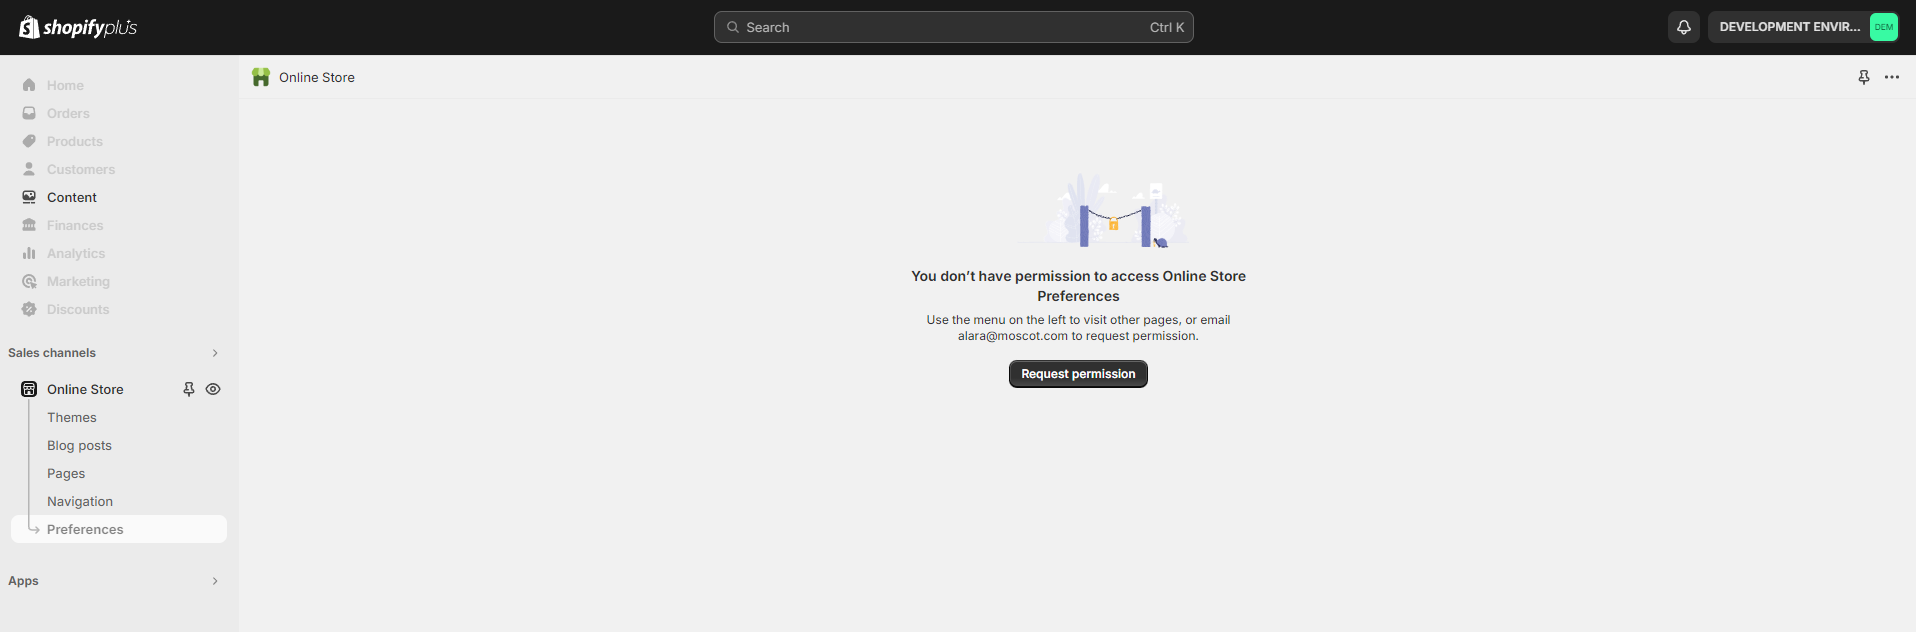 shopifyplus
Search
Ctrl K
DEVELOPMENT ENVIR...
DEM
Home
Orders
Products
Customers
Content
Finances
Analytics
Marketing
Discounts
Sales channels
Online Store
Themes
Blog posts
Pages
Navigation
Preferences
Apps
Online Store
You don’t have permission to access Online Store
Preferences
Use the menu on the left to visit other pages, or email
alara@moscot.com to request permission.
Request permission